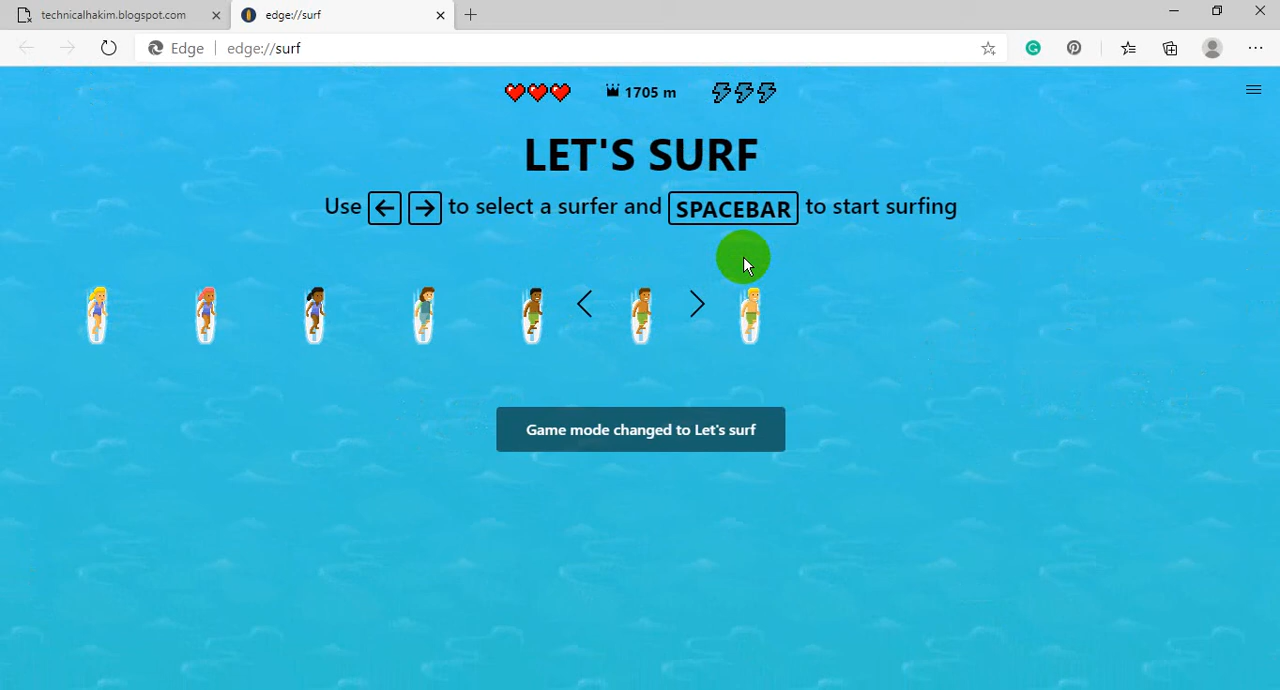 technicalhakim.blogspot.com
edge://surf
Edge
edge://surf
1705 m
LET'S SURF
Use ← → to select a surfer and SPACEBAR to start surfing
Game mode changed to Let's surf